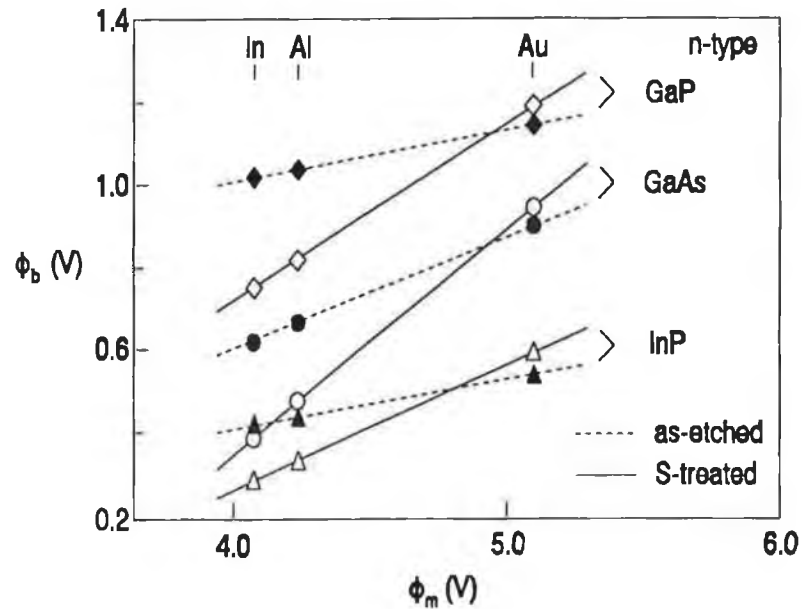 1.4
In Al Au n-type
GaP
1.0
GaAs
ϕb (V)
0.6
InP
as-etched
S-treated
0.2
4.0 5.0 6.0
ϕm (V)